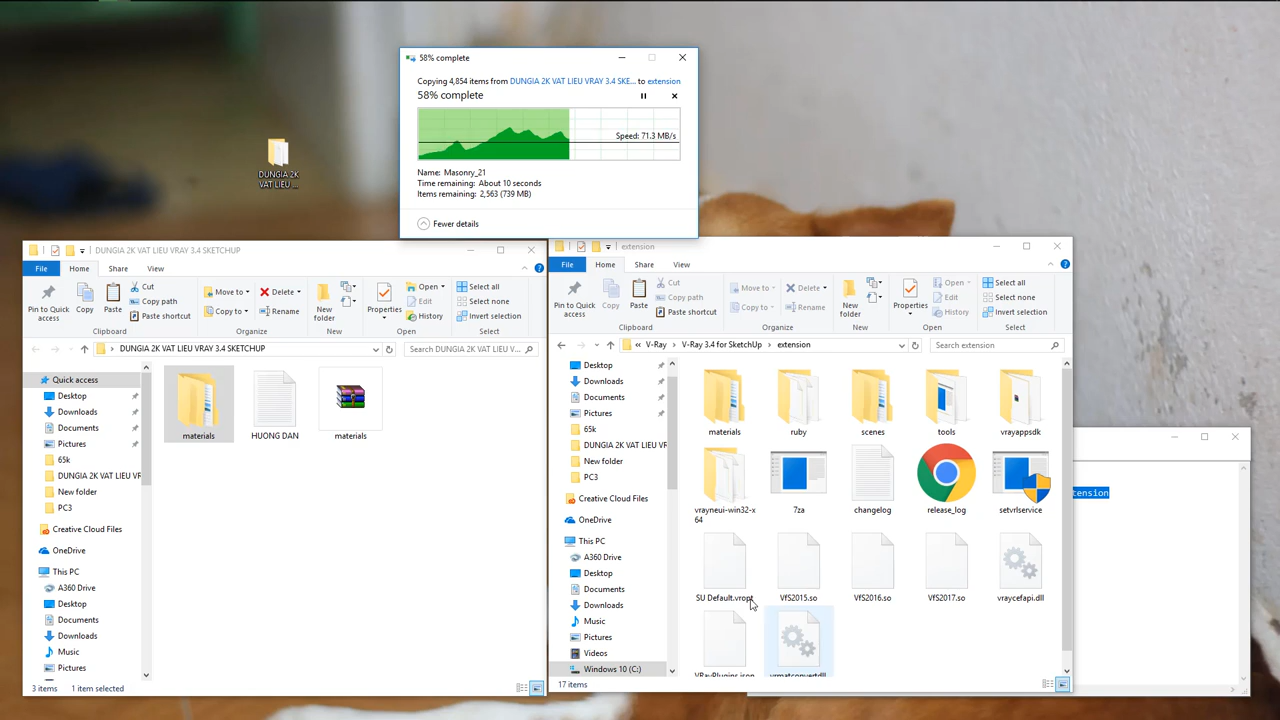 58% complete
Copying 4,854 items from DUNGIA 2K VAT LIEU VRAY 3.4 SKE... to extension
58% complete
Speed: 71.3 MB/s
Name: Masonry_21
Time remaining: About 10 seconds
Items remaining: 2,563 (739 MB)
Fewer details
DUNGIA 2K
VAT LIEU
...
DUNGIA 2K VAT LIEU VRAY 3.4 SKETCHUP
File Home Share View
Pin to Quick access
Copy
Paste
Cut
Copy path
Paste shortcut
Clipboard
Move to
Copy to
Delete
Rename
Organize
New folder
New
Properties
Open
Edit
History
Open
Select all
Select none
Invert selection
Select
DUNGIA 2K VAT LIEU VRAY 3.4 SKETCHUP
Search DUNGIA 2K VAT LIEU V...
Quick access
Desktop
Downloads
Documents
Pictures
65k
DUNGIA 2K VAT LIEU VR
New folder
PC3
Creative Cloud Files
OneDrive
This PC
A360 Drive
Desktop
Documents
Downloads
Music
Pictures
materials
HUONG DAN
materials
3 items 1 item selected
extension
File Home Share View
Pin to Quick access
Copy
Paste
Cut
Copy path
Paste shortcut
Clipboard
Move to
Copy to
Delete
Rename
Organize
New folder
New
Properties
Open
Edit
History
Open
Select all
Select none
Invert selection
Select
« V-Ray > V-Ray 3.4 for SketchUp > extension
Search extension
Desktop
Downloads
Documents
Pictures
65k
DUNGIA 2K VAT LIEU VR
New folder
PC3
Creative Cloud Files
OneDrive
This PC
A360 Drive
Desktop
Documents
Downloads
Music
Pictures
Videos
Windows 10 (C:)
materials
ruby
scenes
tools
vrayappsdk
vrayneui-win32-x
64
7za
changelog
release_log
setvrlservice
SU Default.vropt
VfS2015.so
VfS2016.so
VfS2017.so
vraycefapi.dll
VRayPlugins.json
vrmatconvertdll
17 items
tension